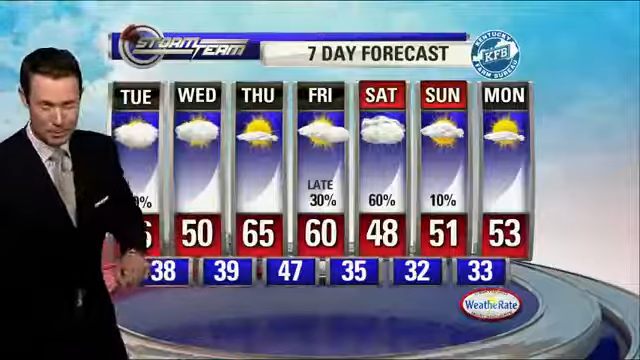 STORM TEAM
7 DAY FORECAST
KENTUCKY
KFB
FARM BUREAU
TUE WED THU FRI SAT SUN MON
LATE
30% 60% 10%
50 65 60 48 51 53
38 39 47 35 32 33
WeatheRate